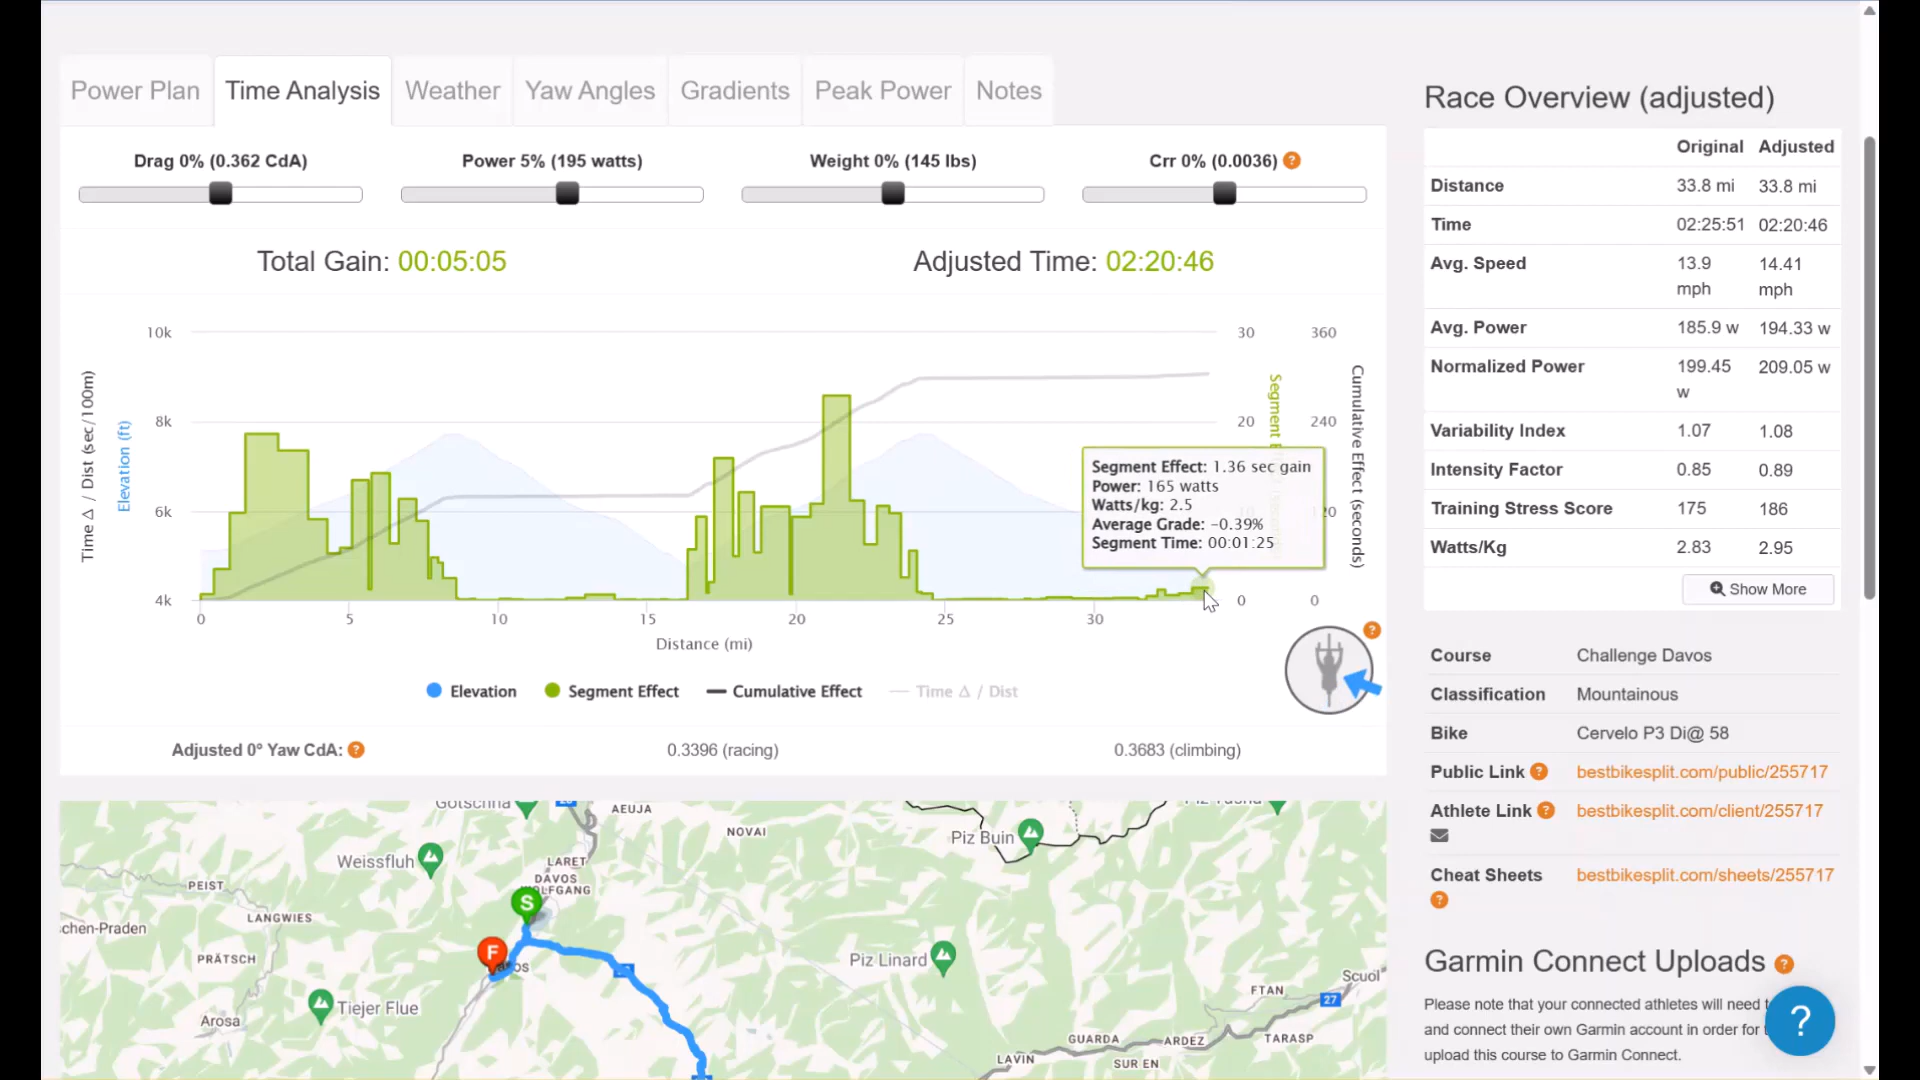 Power Plan
Time Analysis
Weather
Yaw Angles
Gradients
Peak Power
Notes
Drag 0% (0.362 CdA)
Power 5% (195 watts)
Weight 0% (145 lbs)
Crr 0% (0.0036) ?
Total Gain: 00:05:05
Adjusted Time: 02:20:46
Time Δ / Dist (sec/100m)
Elevation (ft)
10k
8k
6k
4k
30
20
10
0
360
240
120
0
Segment E
Cumulative Effect (seconds)
Segment Effect: 1.36 sec gain
Power: 165 watts
Watts/kg: 2.5
Average Grade: -0.39%
Segment Time: 00:01:25
0
5
10
15
20
25
30
Distance (mi)
Elevation
Segment Effect
Cumulative Effect
Time Δ / Dist
?
Adjusted 0° Yaw CdA: ?
0.3396 (racing)
0.3683 (climbing)
Gotschna
28
AEUJA
NOVAI
Piz Buin
Weissfluh
LARET
DAVOS
WOLFGANG
PEIST
LANGWIES
S
F
schen-Praden
PRÄTSCH
Piz Linard
Scuol
FTAN
27
Tiejer Flue
Arosa
GUARDA
ARDEZ
TARASP
LAVIN
SUR EN
Race Overview (adjusted)
Original Adjusted
Distance 33.8 mi 33.8 mi
Time 02:25:51 02:20:46
Avg. Speed 13.9 mph 14.41 mph
Avg. Power 185.9 w 194.33 w
Normalized Power 199.45 w 209.05 w
Variability Index 1.07 1.08
Intensity Factor 0.85 0.89
Training Stress Score 175 186
Watts/Kg 2.83 2.95
Show More
Course Challenge Davos
Classification Mountainous
Bike Cervelo P3 Di@ 58
Public Link ? bestbikesplit.com/public/255717
Athlete Link ? bestbikesplit.com/client/255717
Cheat Sheets ? bestbikesplit.com/sheets/255717
Garmin Connect Uploads ?
Please note that your connected athletes will need
and connect their own Garmin account in order for
upload this course to Garmin Connect.
?